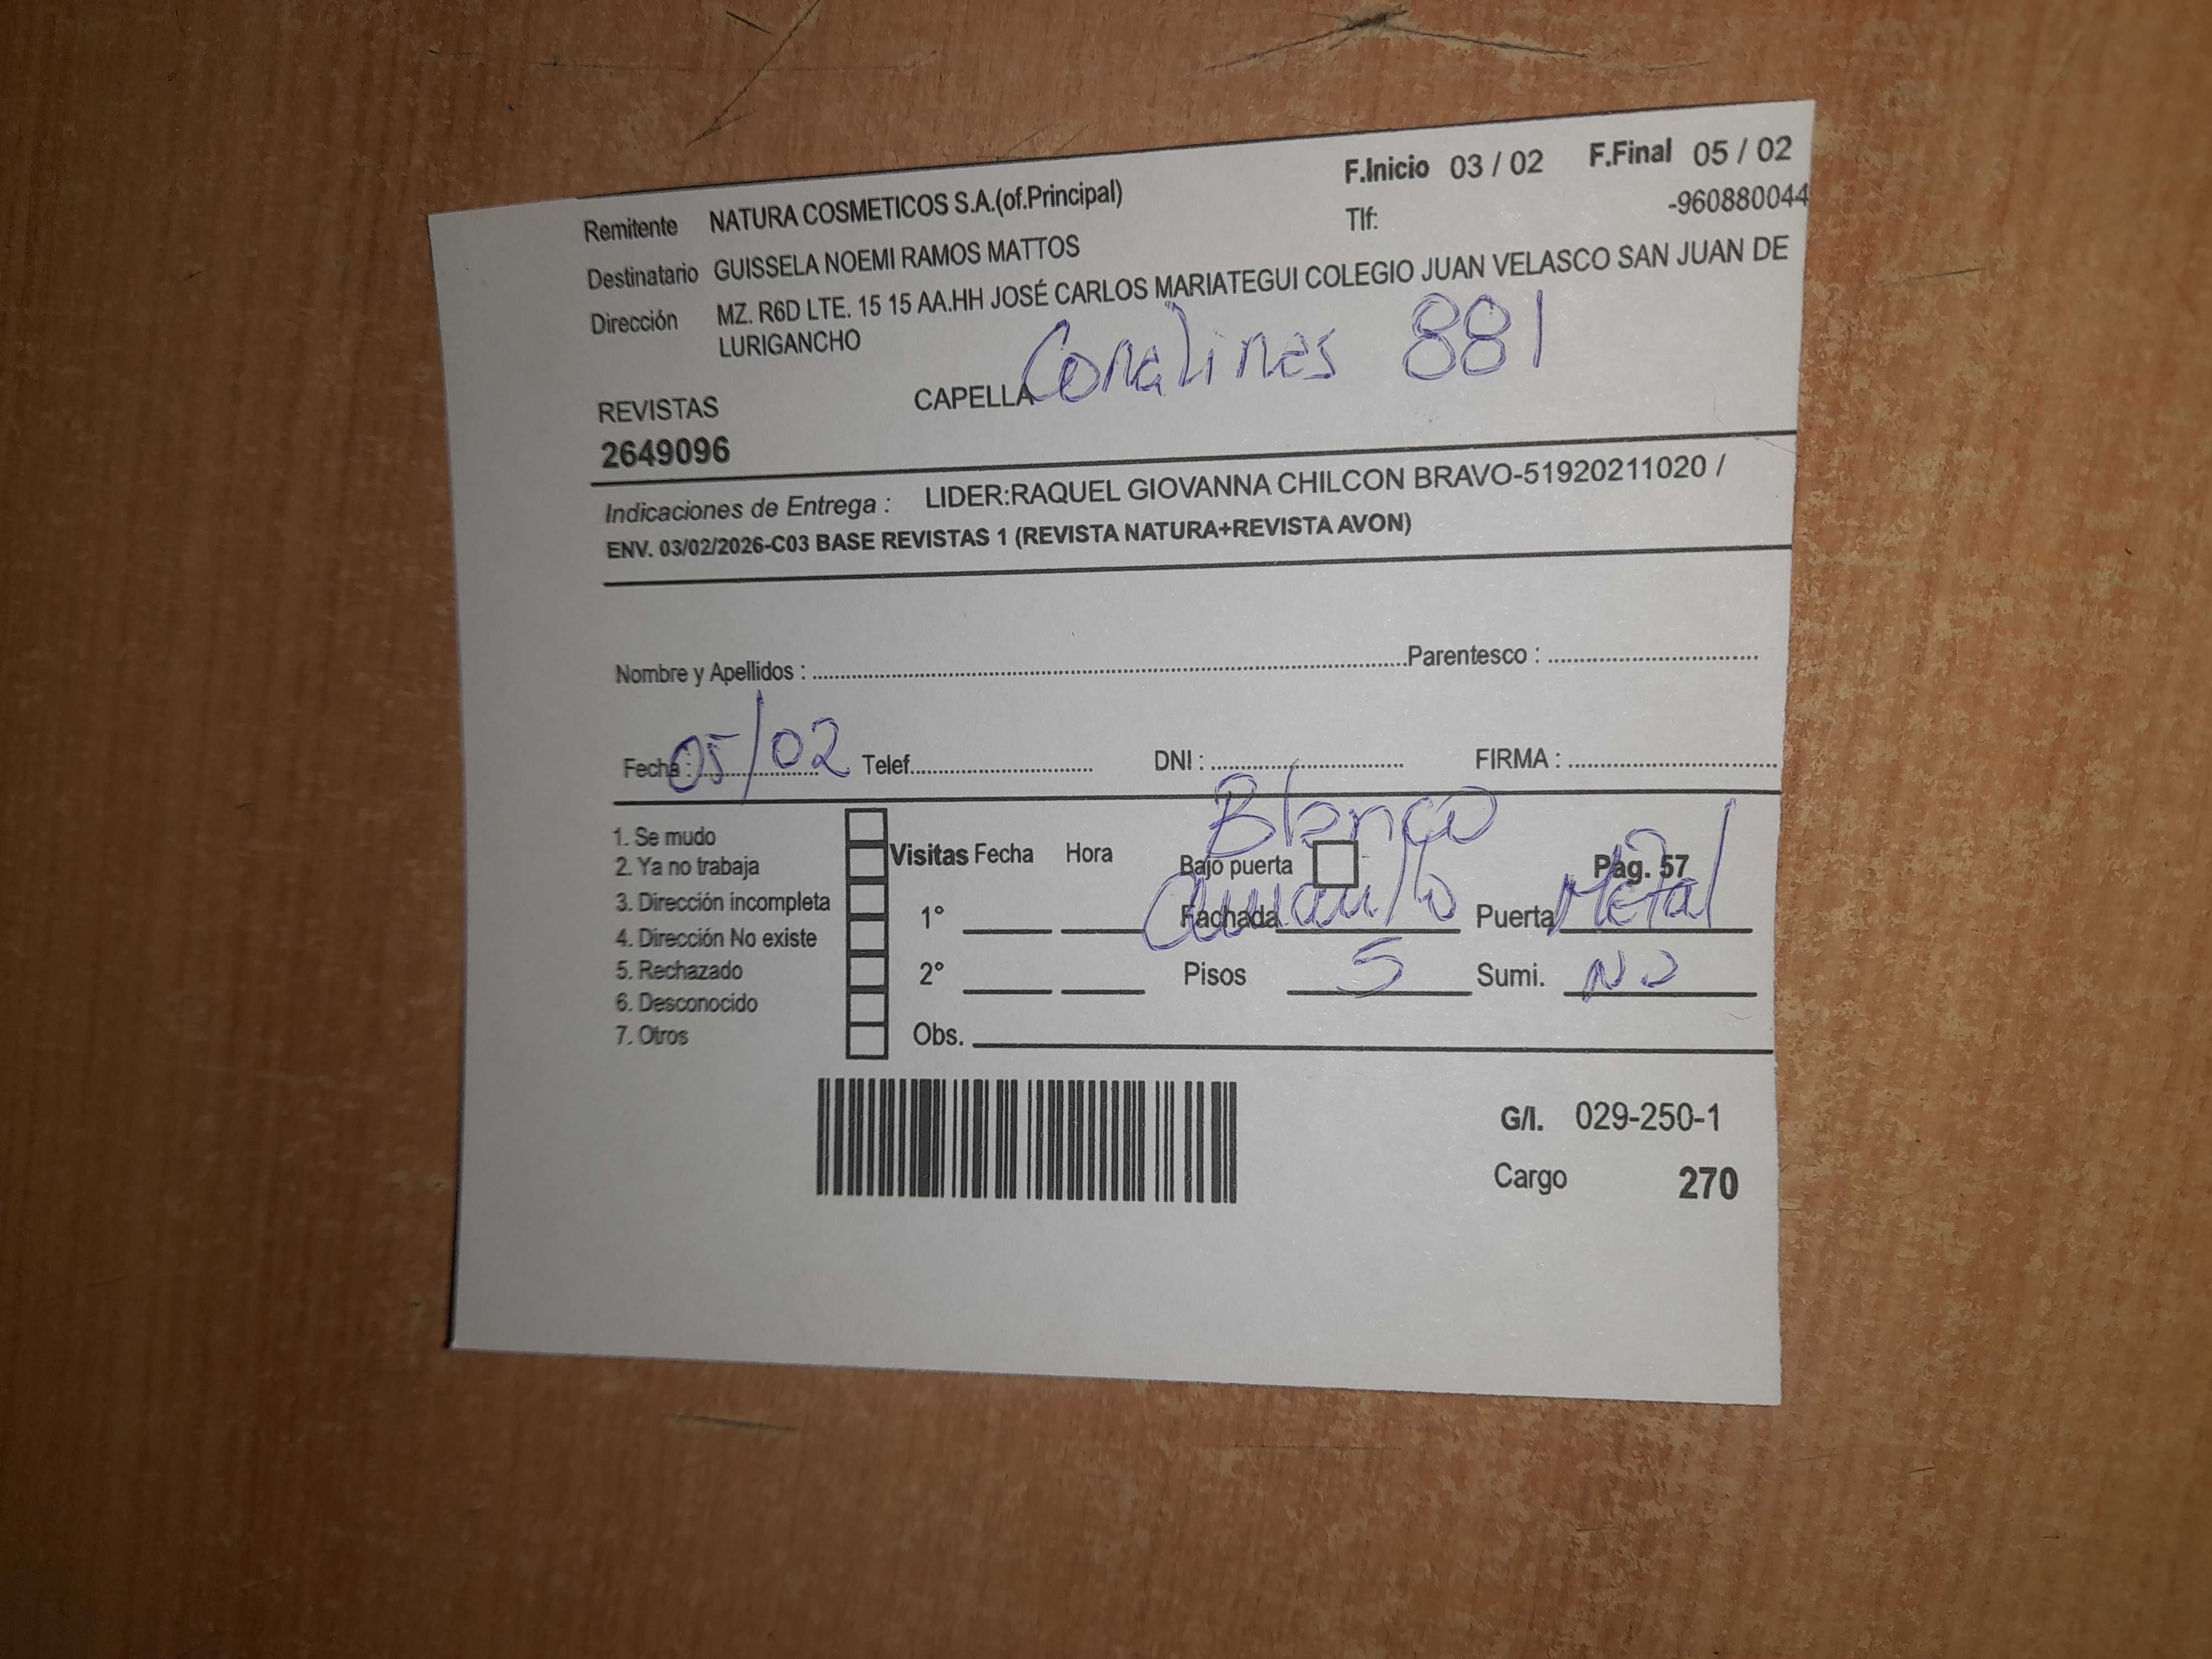 F.Inicio 03 / 02 F.Final 05 / 02
Remitente NATURA COSMETICOS S.A.(of.Principal) Tlf: -960880044
Destinatario GUISSELA NOEMI RAMOS MATTOS
Dirección MZ. R6D LTE. 15 15 AA.HH JOSÉ CARLOS MARIATEGUI COLEGIO JUAN VELASCO SAN JUAN DE
LURIGANCHO
REVISTAS CAPELLA 881
2649096
Indicaciones de Entrega : LIDER:RAQUEL GIOVANNA CHILCON BRAVO-51920211020 /
ENV. 03/02/2026-C03 BASE REVISTAS 1 (REVISTA NATURA+REVISTA AVON)
Nombre y Apellidos : Parentesco :
Fecha : 05/02 Telef. DNI : FIRMA :
Blanco
1. Se mudo
2. Ya no trabaja
3. Dirección incompleta
4. Dirección No existe
5. Rechazado
6. Desconocido
7. Otros
Visitas Fecha Hora Bajo puerta Pág. 57
1° Fachada Puerta Metal
2° Pisos 5 Sumi. NO
Obs.
G/I. 029-250-1
Cargo 270